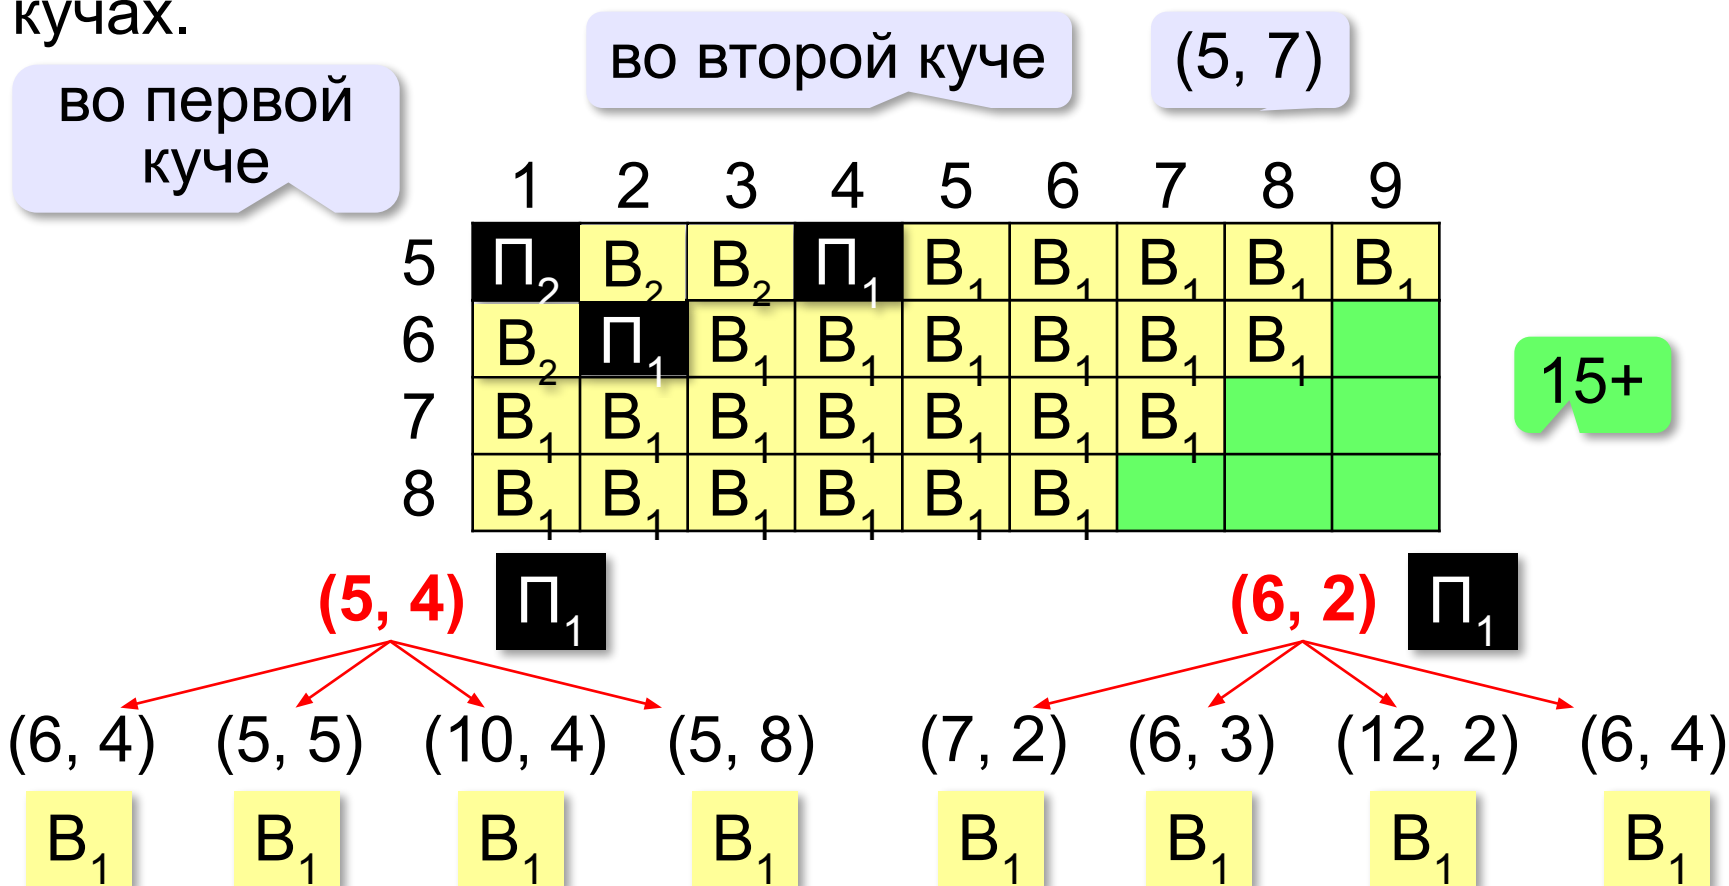 кучах.
во первой
куче
во второй куче
(5, 7)
1 2 3 4 5 6 7 8 9
5 П2 В2 В2 П1 В1 В1 В1 В1 В1
6 В2 П1 В1 В1 В1 В1 В1 В1
7 В1 В1 В1 В1 В1 В1 В1
8 В1 В1 В1 В1 В1 В1
15+
(5, 4) П1
(6, 2) П1
(6, 4) (5, 5) (10, 4) (5, 8) (7, 2) (6, 3) (12, 2) (6, 4)
В1 В1 В1 В1 В1 В1 В1 В1